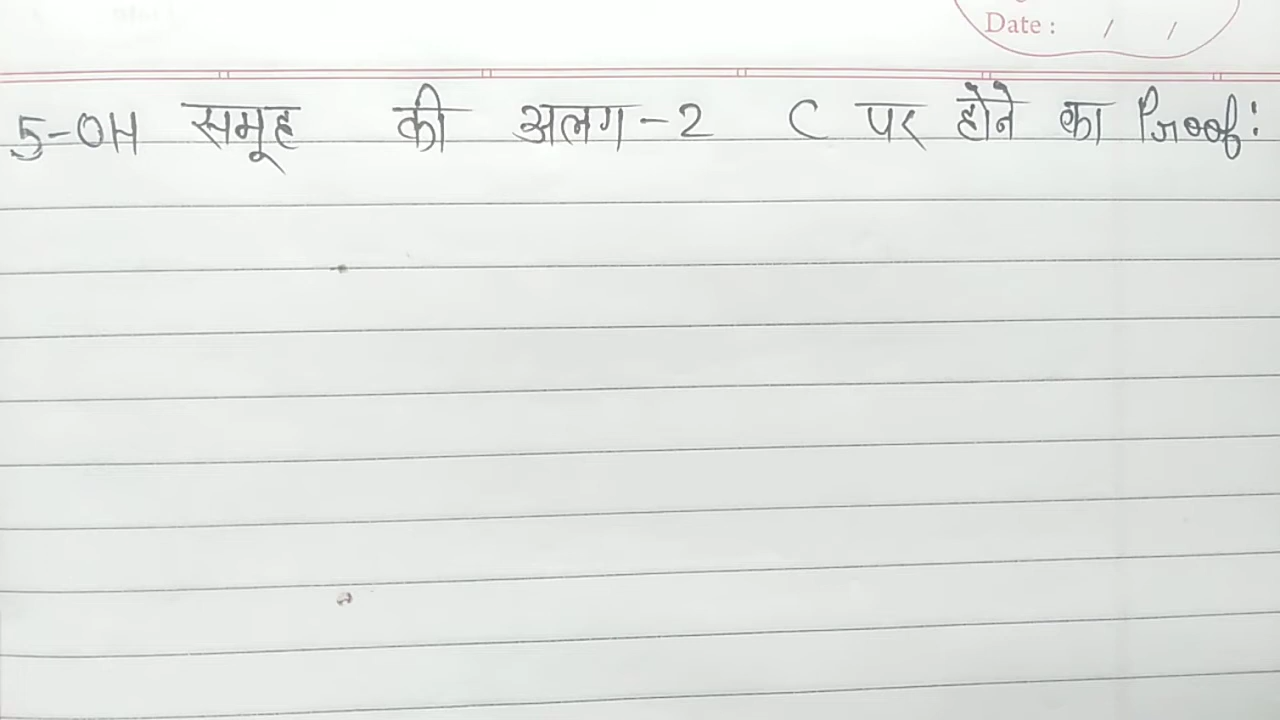 Date : / /
5-OH समूह की अलग-2 C पर होने का Proof: